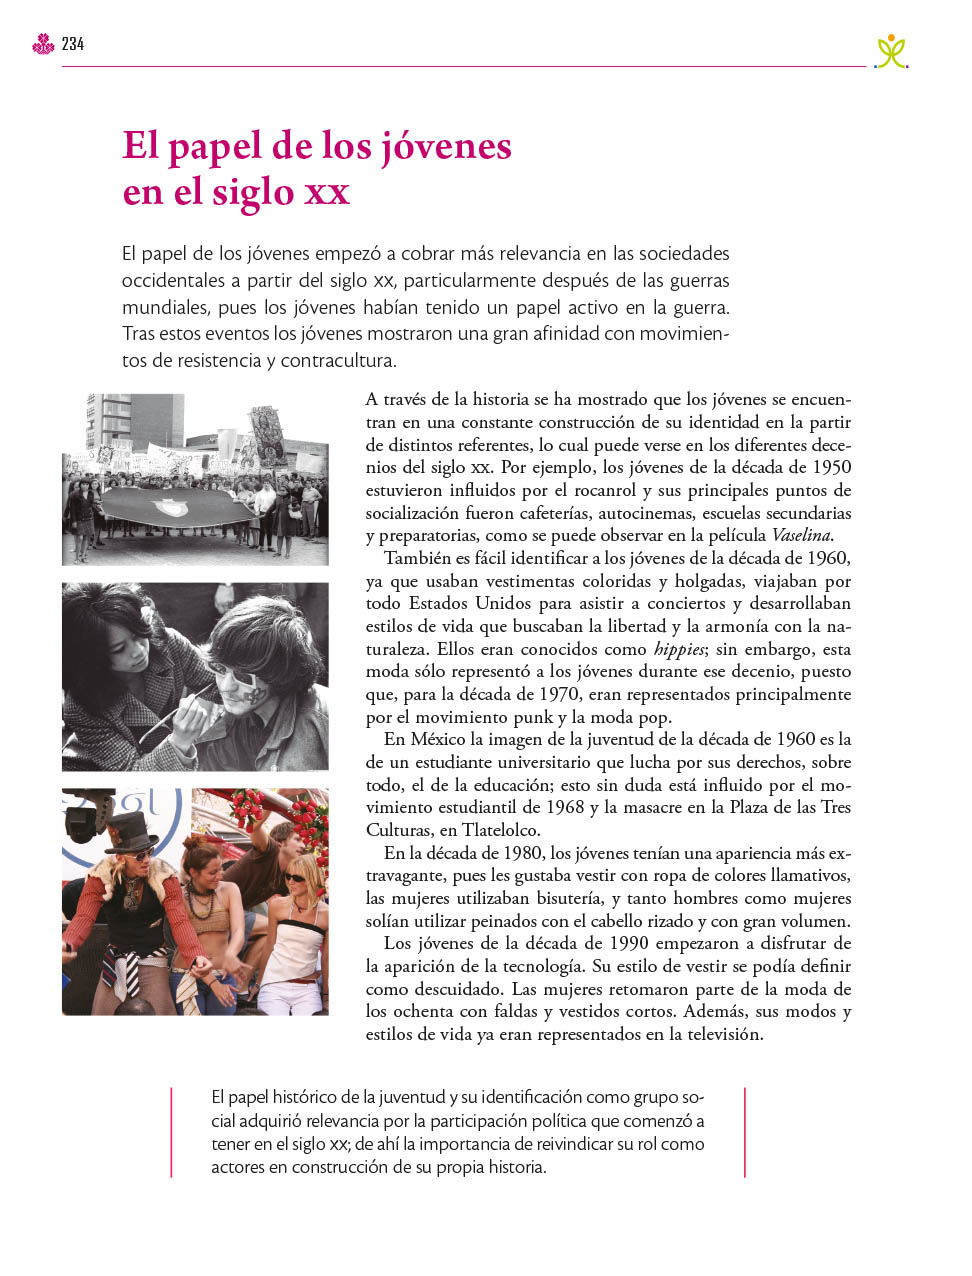 234
El papel de los jóvenes
en el siglo XX
El papel de los jóvenes empezó a cobrar más relevancia en las sociedades
occidentales a partir del siglo XX, particularmente después de las guerras
mundiales, pues los jóvenes habían tenido un papel activo en la guerra.
Tras estos eventos los jóvenes mostraron una gran afinidad con movimien-
tos de resistencia y contracultura.
A través de la historia se ha mostrado que los jóvenes se encuen-
tran en una constante construcción de su identidad en la partir
de distintos referentes, lo cual puede verse en los diferentes dece-
nios del siglo XX. Por ejemplo, los jóvenes de la década de 1950
estuvieron influidos por el rocanrol y sus principales puntos de
socialización fueron cafeterías, autocinemas, escuelas secundarias
y preparatorias, como se puede observar en la película Vaselina.
También es fácil identificar a los jóvenes de la década de 1960,
ya que usaban vestimentas coloridas y holgadas, viajaban por
todo Estados Unidos para asistir a conciertos y desarrollaban
estilos de vida que buscaban la libertad y la armonía con la na-
turaleza. Ellos eran conocidos como hippies; sin embargo, esta
moda sólo representó a los jóvenes durante ese decenio, puesto
que, para la década de 1970, eran representados principalmente
por el movimiento punk y la moda pop.
En México la imagen de la juventud de la década de 1960 es la
de un estudiante universitario que lucha por sus derechos, sobre
todo, el de la educación; esto sin duda está influido por el mo-
vimiento estudiantil de 1968 y la masacre en la Plaza de las Tres
Culturas, en Tlatelolco.
En la década de 1980, los jóvenes tenían una apariencia más ex-
travagante, pues les gustaba vestir con ropa de colores llamativos,
las mujeres utilizaban bisutería, y tanto hombres como mujeres
solían utilizar peinados con el cabello rizado y con gran volumen.
Los jóvenes de la década de 1990 empezaron a disfrutar de
la aparición de la tecnología. Su estilo de vestir se podía definir
como descuidado. Las mujeres retomaron parte de la moda de
los ochenta con faldas y vestidos cortos. Además, sus modos y
estilos de vida ya eran representados en la televisión.
El papel histórico de la juventud y su identificación como grupo so-
cial adquirió relevancia por la participación política que comenzó a
tener en el siglo XX; de ahí la importancia de reivindicar su rol como
actores en construcción de su propia historia.